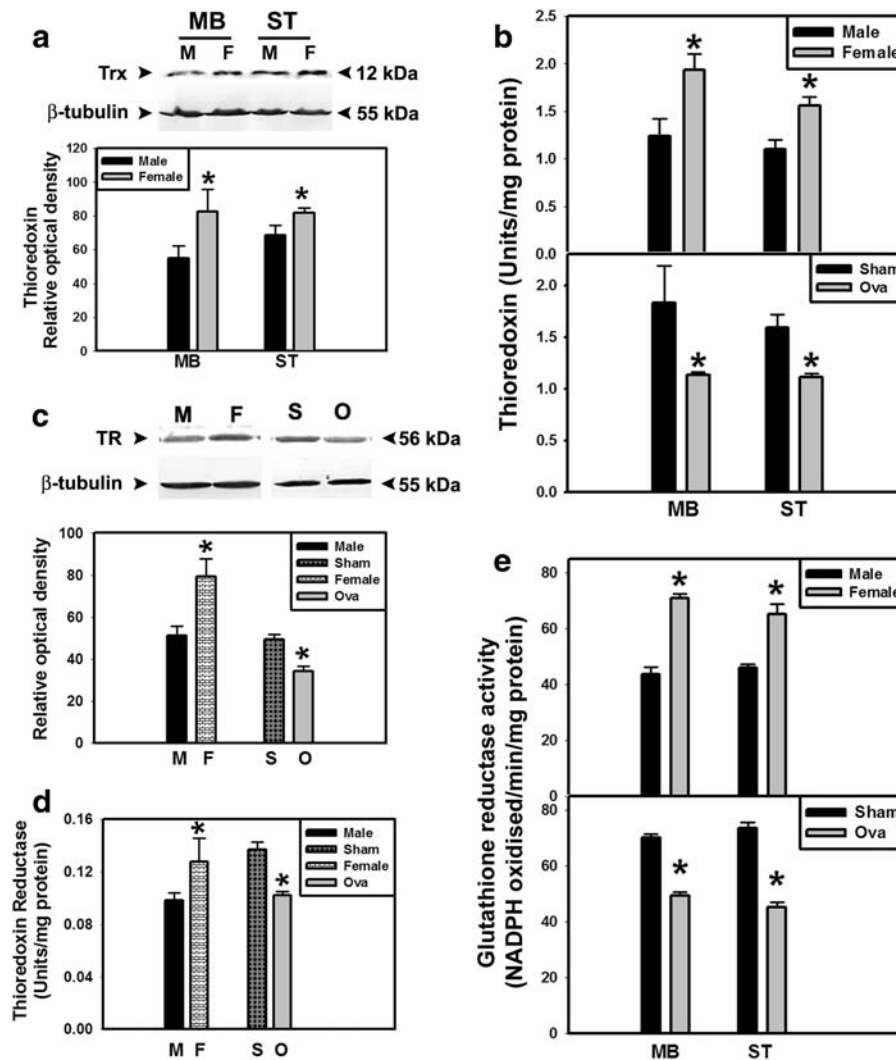 a
MB ST
M F M F
Trx 12 kDa
β-tubulin 55 kDa
Thioredoxin
Relative optical density
120
100
80
60
40
20
0
Male
Female
*
*
MB ST
b
Thioredoxin (Units/mg protein)
2.5
2.0
1.5
1.0
0.5
0.0
Male
Female
*
*
2.0
1.5
1.0
0.5
0.0
Sham
Ova
*
*
MB ST
c
M F S O
TR 56 kDa
β-tubulin 55 kDa
Relative optical density
100
80
60
40
20
0
Male
Sham
Female
Ova
*
*
M F S O
d
Thioredoxin Reductase
(Units/mg protein)
0.16
0.12
0.08
0.04
0.00
Male
Sham
Female
Ova
*
*
M F S O
e
Glutathione reductase activity
(NADPH oxidised/min/mg protein)
80
60
40
20
0
Male
Female
*
*
80
60
40
20
0
Sham
Ova
*
*
MB ST